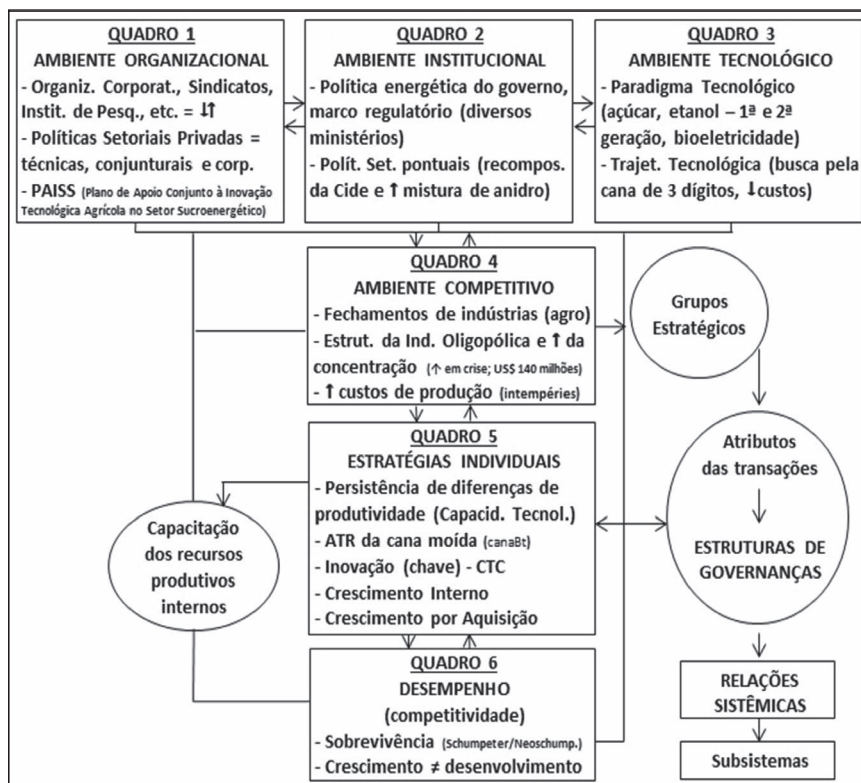 QUADRO 1
AMBIENTE ORGANIZACIONAL
- Organiz. Corporat., Sindicatos,
Instit. de Pesq., etc. = ↓↑
- Políticas Setoriais Privadas =
técnicas, conjunturais e corp.
- PAISS (Plano de Apoio Conjunto à Inovação
Tecnológica Agrícola no Setor Sucroenergético)
QUADRO 2
AMBIENTE INSTITUCIONAL
- Política energética do governo,
marco regulatório (diversos
ministérios)
- Polít. Set. pontuais (recompos.
da Cide e ↑ mistura de anidro)
QUADRO 3
AMBIENTE TECNOLÓGICO
- Paradigma Tecnológico
(açúcar, etanol – 1ª e 2ª
geração, bioeletricidade)
- Trajet. Tecnológica (busca pela
cana de 3 dígitos, ↓custos)
QUADRO 4
AMBIENTE COMPETITIVO
- Fechamentos de indústrias (agro)
- Estrut. da Ind. Oligopólica e ↑ da
concentração (↑ em crise; US$ 140 milhões)
- ↑ custos de produção (intempéries)
Grupos
Estratégicos
QUADRO 5
ESTRATÉGIAS INDIVIDUAIS
- Persistência de diferenças de
produtividade (Capacid. Tecnol.)
- ATR da cana moída (canaBt)
- Inovação (chave) - CTC
- Crescimento Interno
- Crescimento por Aquisição
Atributos
das transações
ESTRUTURAS DE
GOVERNANÇAS
Capacitação
dos recursos
produtivos
internos
QUADRO 6
DESEMPENHO
(competitividade)
- Sobrevivência (Schumpeter/Neoschump.)
- Crescimento ≠ desenvolvimento
RELAÇÕES
SISTÊMICAS
Subsistemas